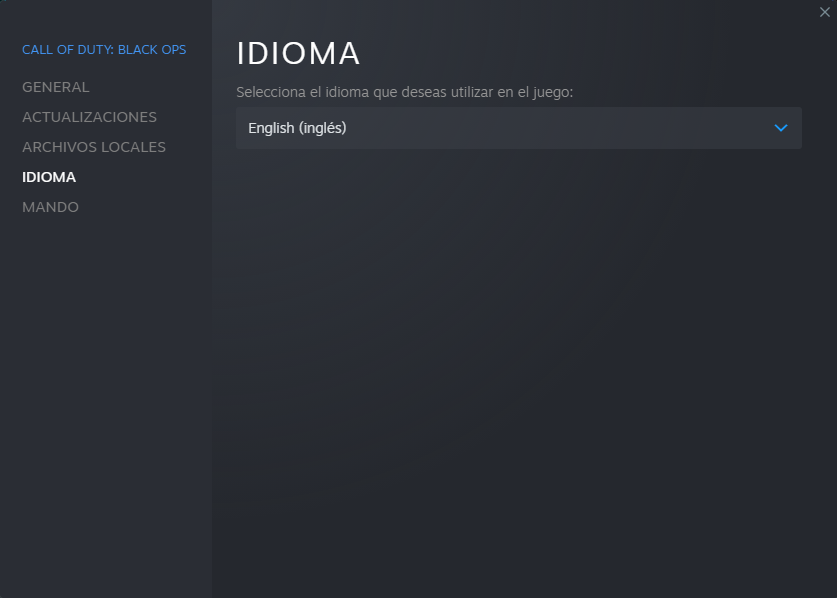 CALL OF DUTY: BLACK OPS
GENERAL
ACTUALIZACIONES
ARCHIVOS LOCALES
IDIOMA
MANDO
IDIOMA
Selecciona el idioma que deseas utilizar en el juego:
English (inglés)